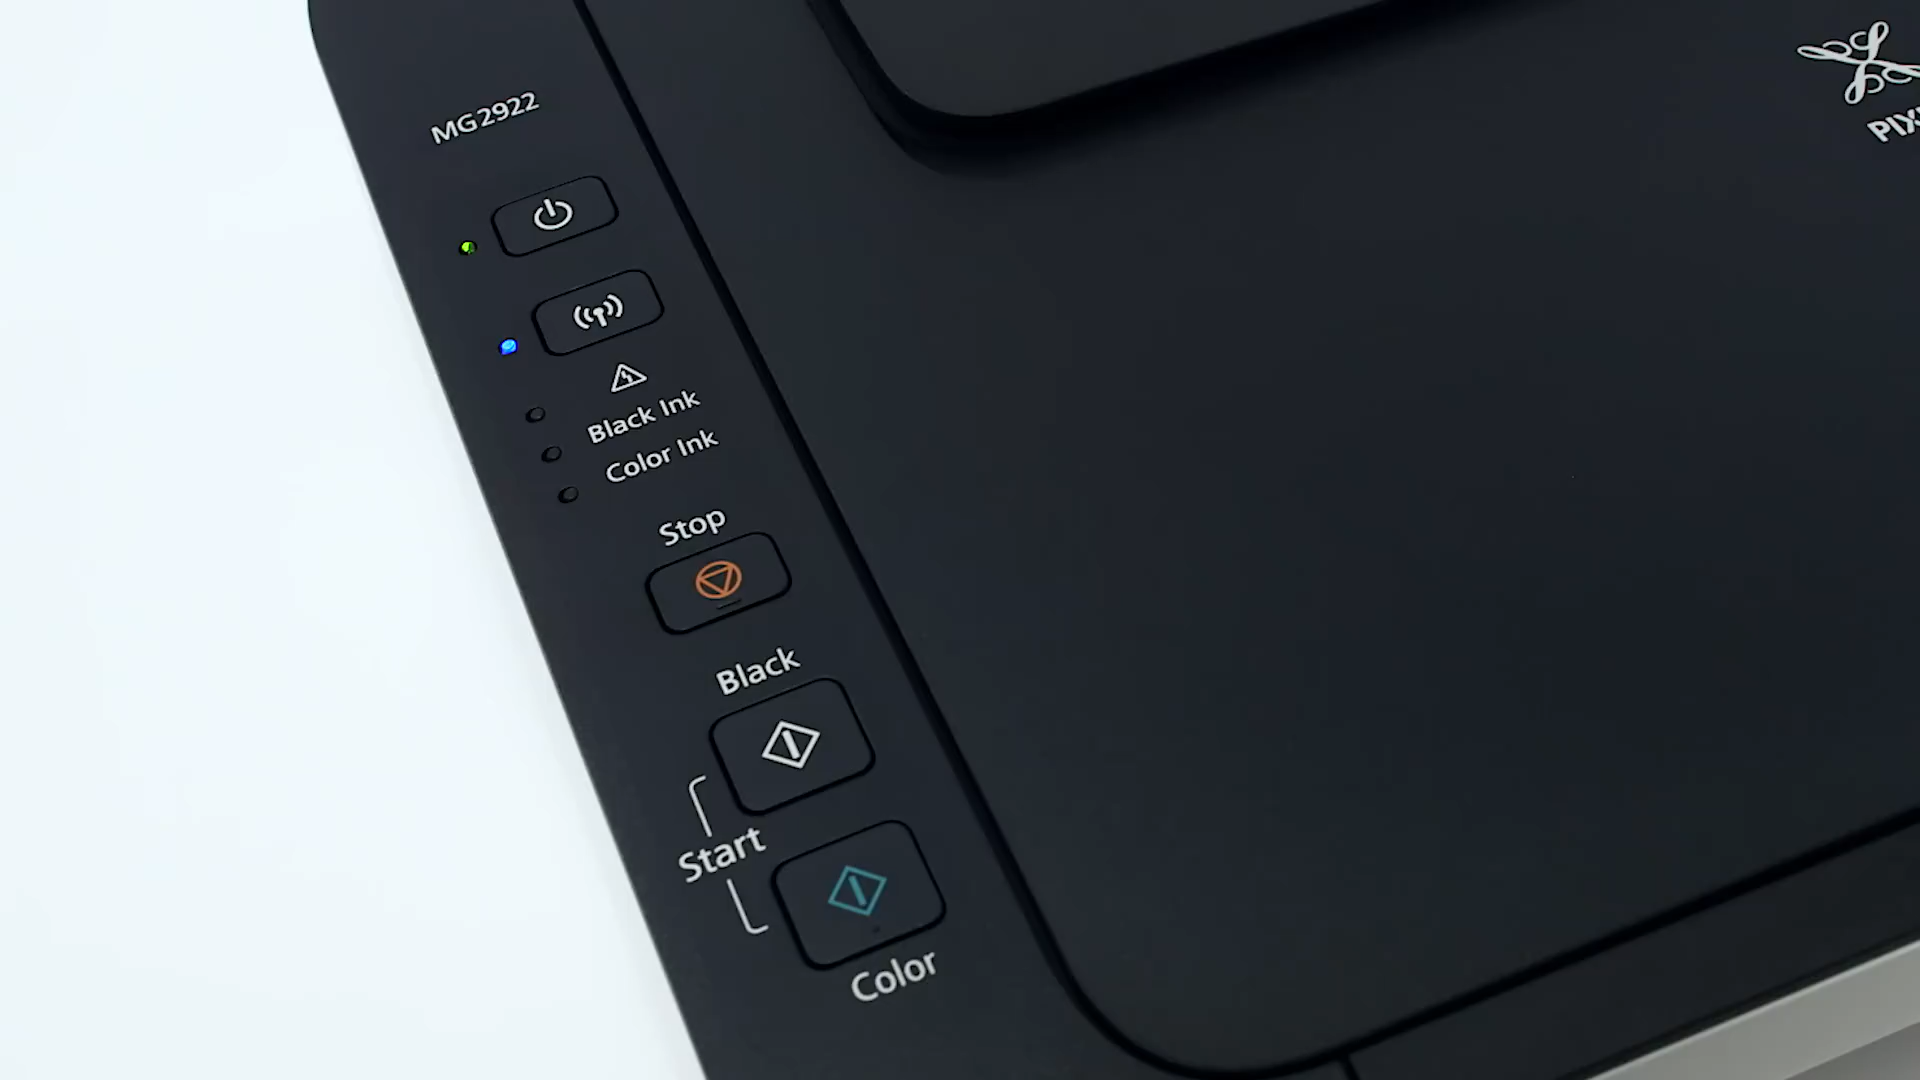 MG2922
Black Ink
Color Ink
Stop
Black
Start
Color